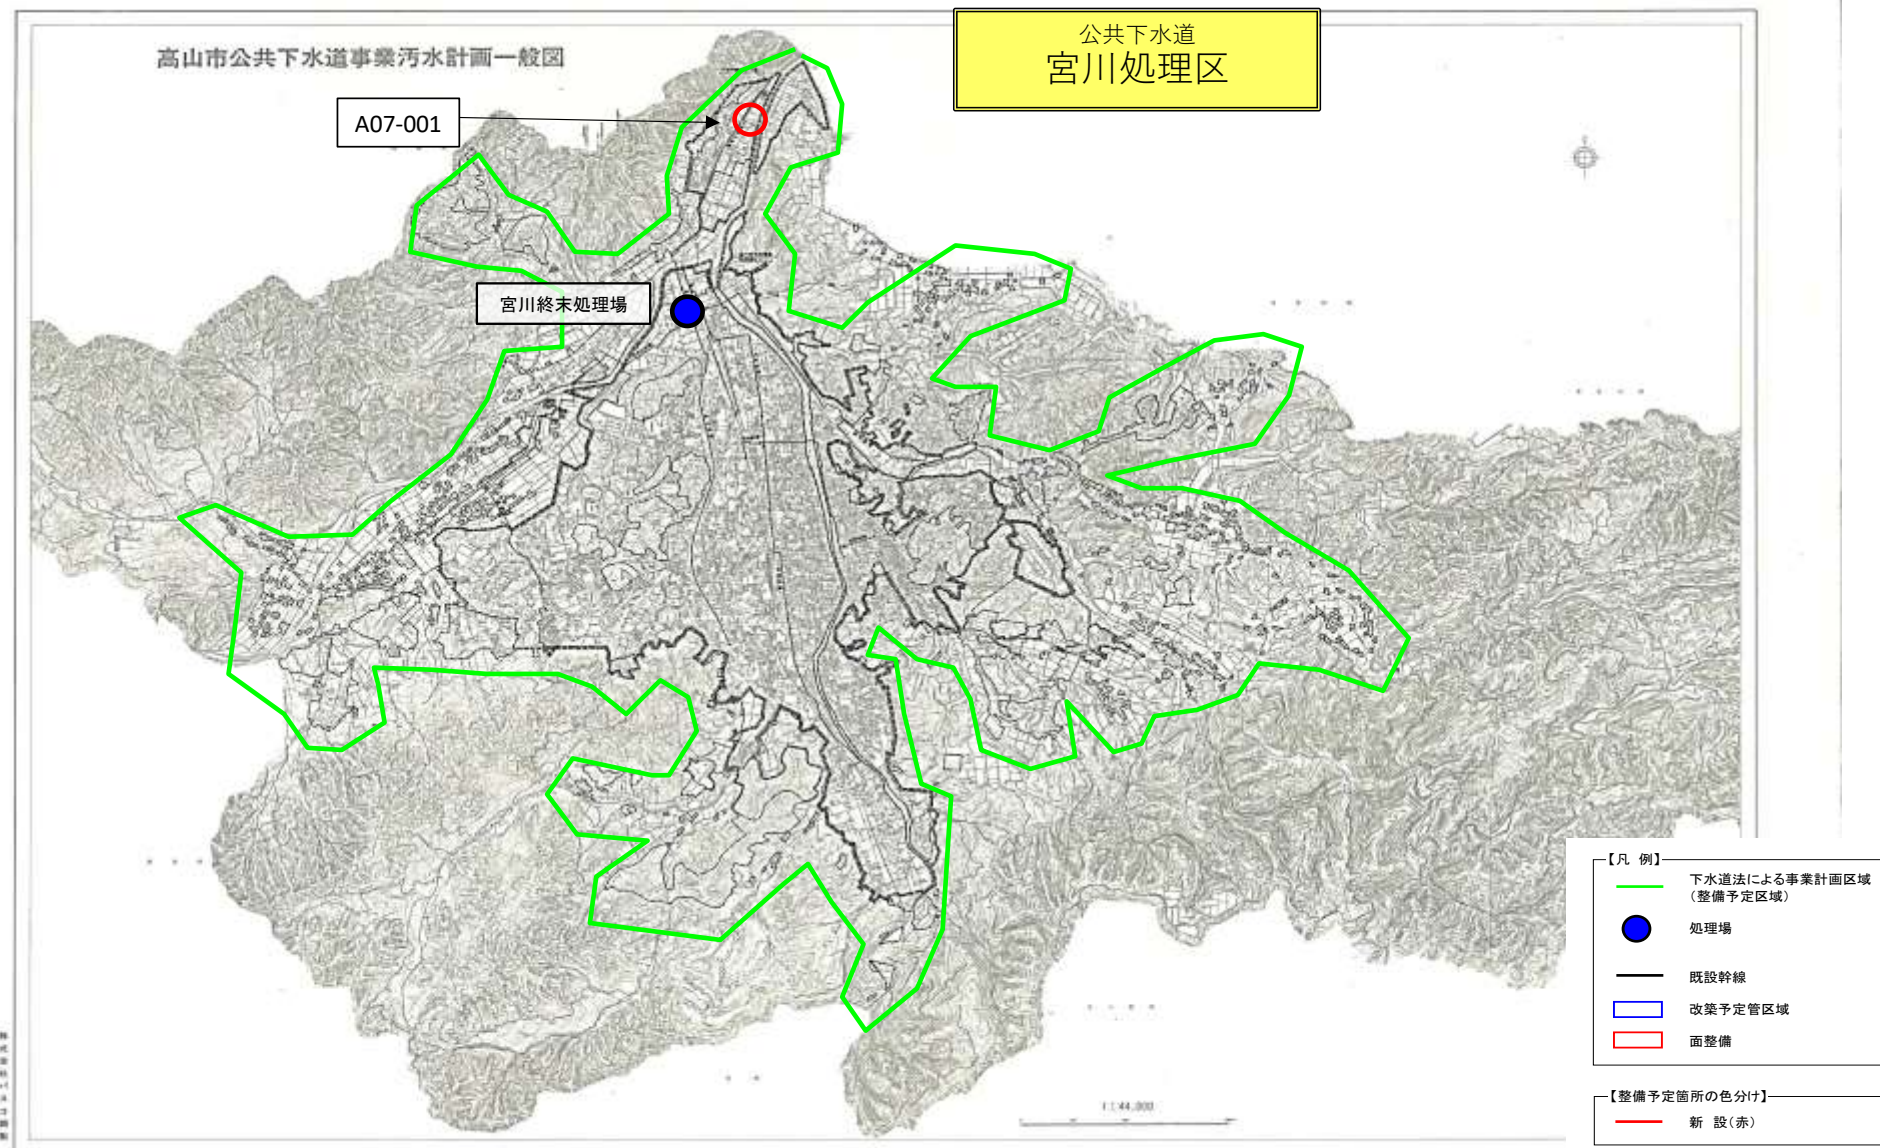 公共下水道
宮川処理区
高山市公共下水道事業汚水計画一般図
A07-001
宮川終末処理場
【凡 例】
下水道法による事業計画区域
(整備予定区域)
処理場
既設幹線
改築予定管区域
面整備
【整備予定箇所の色分け】
新 設(赤)
1:44,000